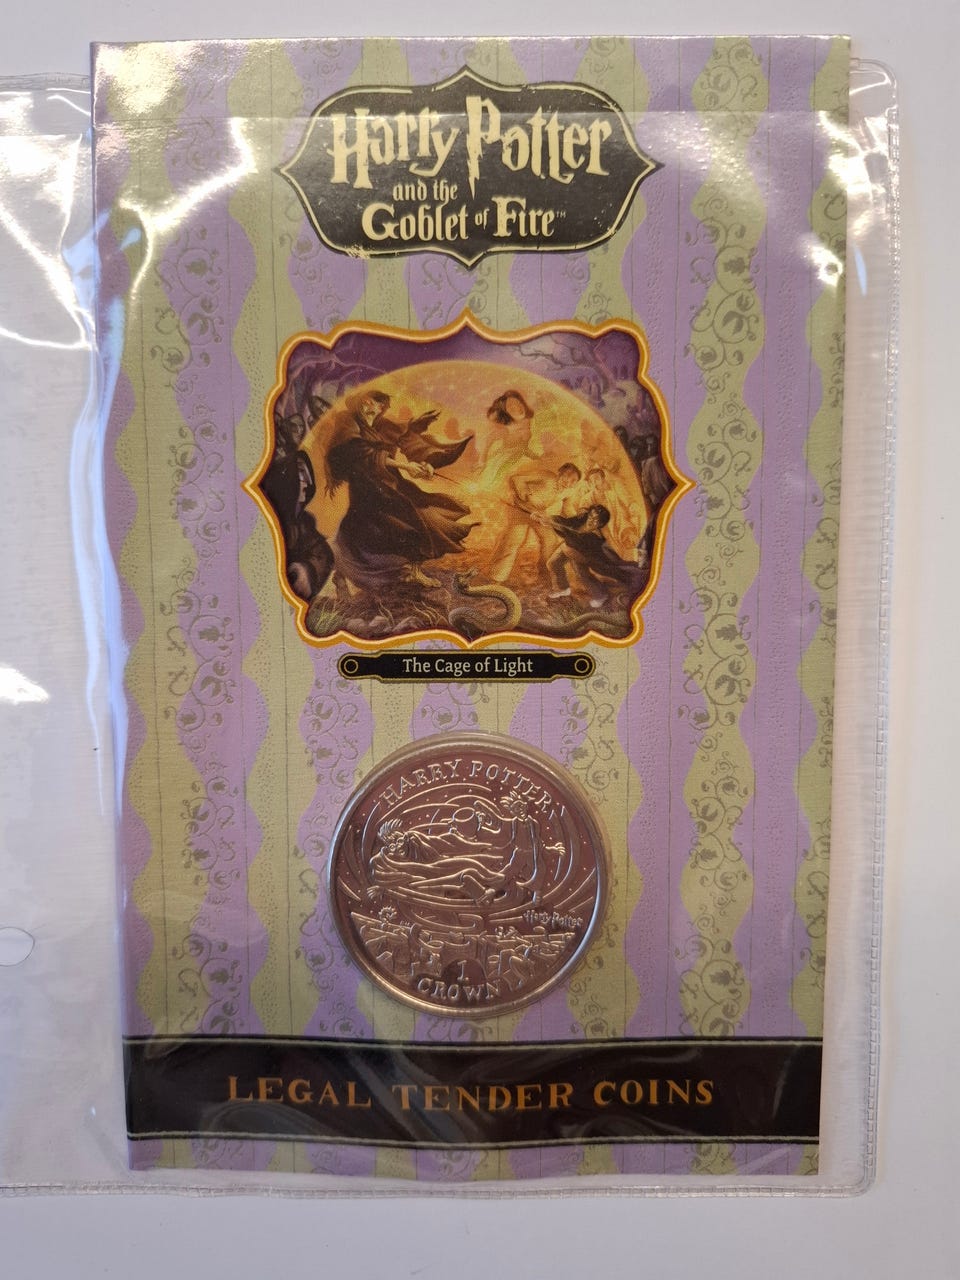 Harry Potter
and the
Goblet of Fire™
The Cage of Light
HARRY POTTER
Harry Potter
1
CROWN
LEGAL TENDER COINS